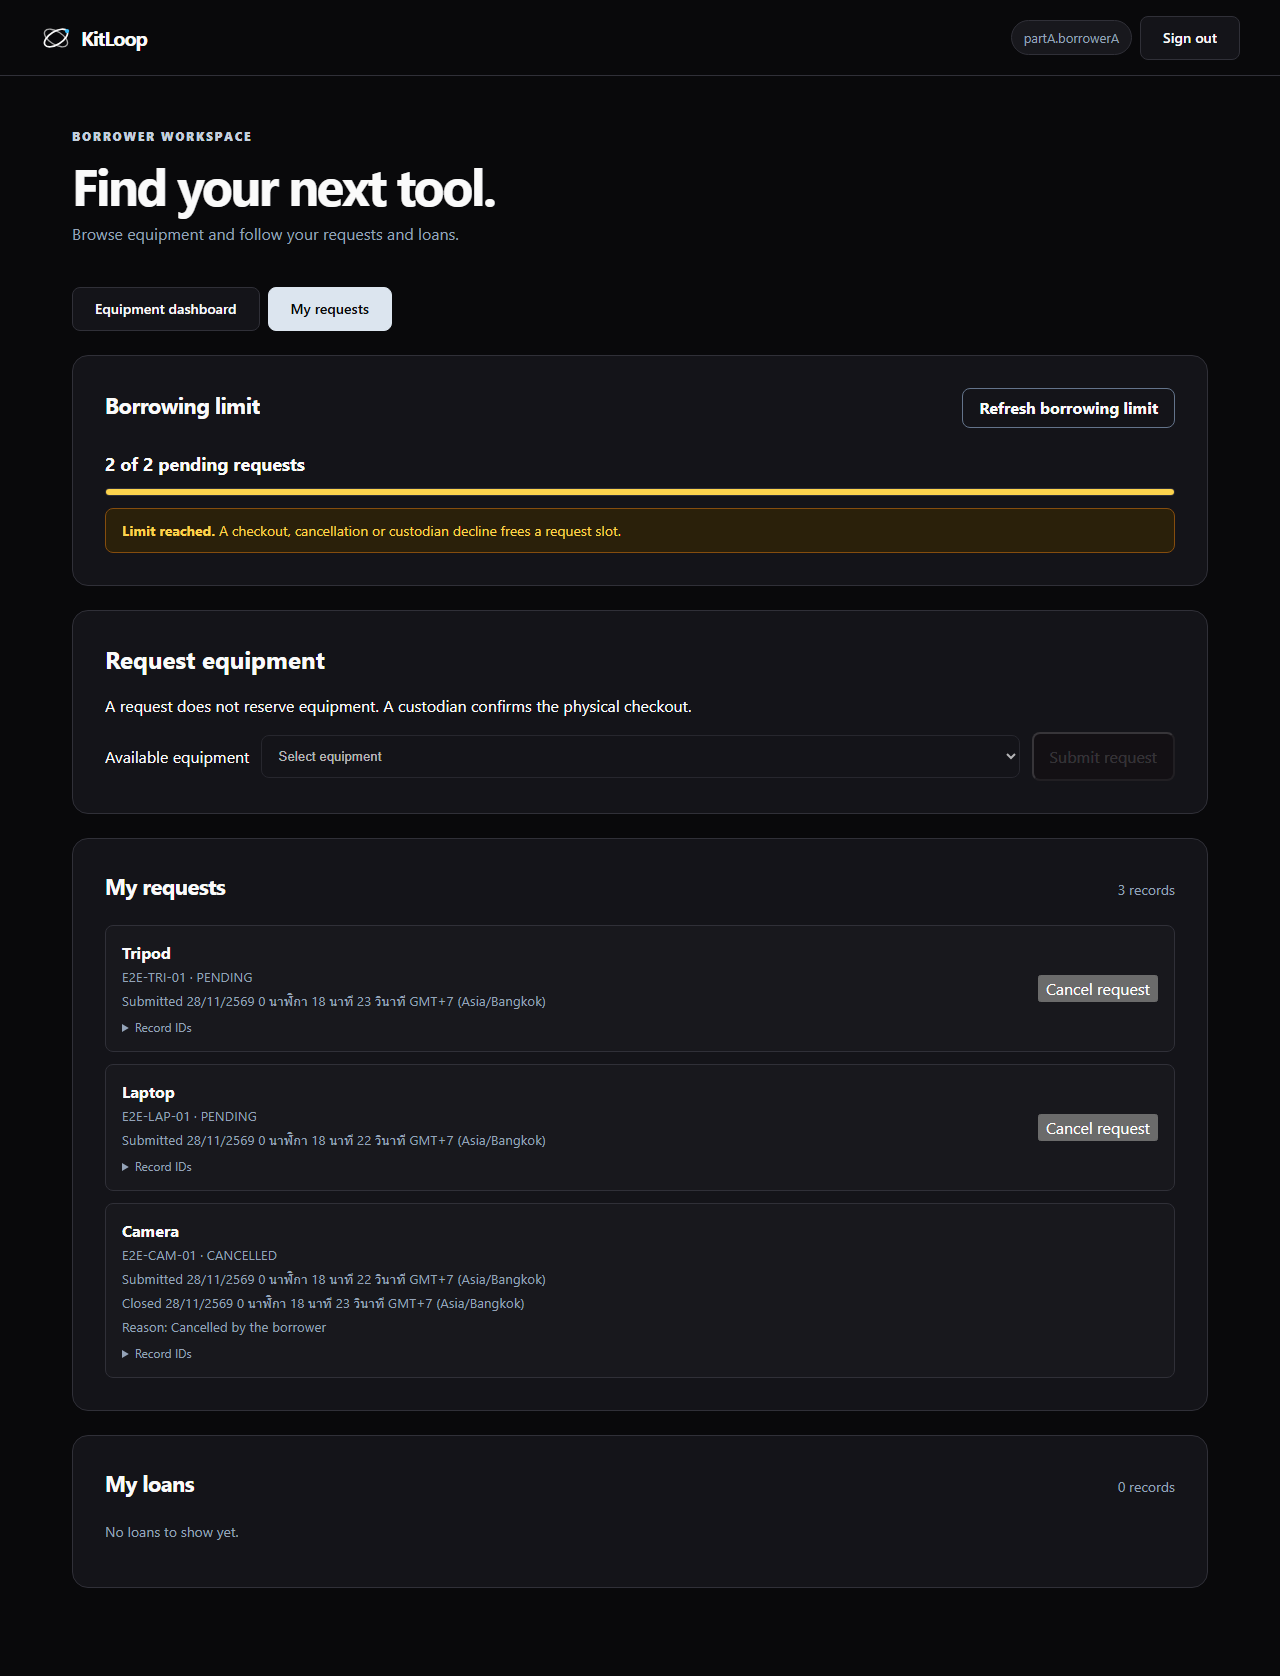 KitLoop
partA.borrowerA
Sign out
BORROWER WORKSPACE
Find your next tool.
Browse equipment and follow your requests and loans.
Equipment dashboard
My requests
Borrowing limit
Refresh borrowing limit
2 of 2 pending requests
Limit reached. A checkout, cancellation or custodian decline frees a request slot.
Request equipment
A request does not reserve equipment. A custodian confirms the physical checkout.
Available equipment
Select equipment
Submit request
My requests
3 records
Tripod
E2E-TRI-01 · PENDING
Submitted 28/11/2569 0 นาฬิกา 18 นาที 23 วินาที GMT+7 (Asia/Bangkok)
Record IDs
Cancel request
Laptop
E2E-LAP-01 · PENDING
Submitted 28/11/2569 0 นาฬิกา 18 นาที 22 วินาที GMT+7 (Asia/Bangkok)
Record IDs
Cancel request
Camera
E2E-CAM-01 · CANCELLED
Submitted 28/11/2569 0 นาฬิกา 18 นาที 22 วินาที GMT+7 (Asia/Bangkok)
Closed 28/11/2569 0 นาฬิกา 18 นาที 23 วินาที GMT+7 (Asia/Bangkok)
Reason: Cancelled by the borrower
Record IDs
My loans
0 records
No loans to show yet.